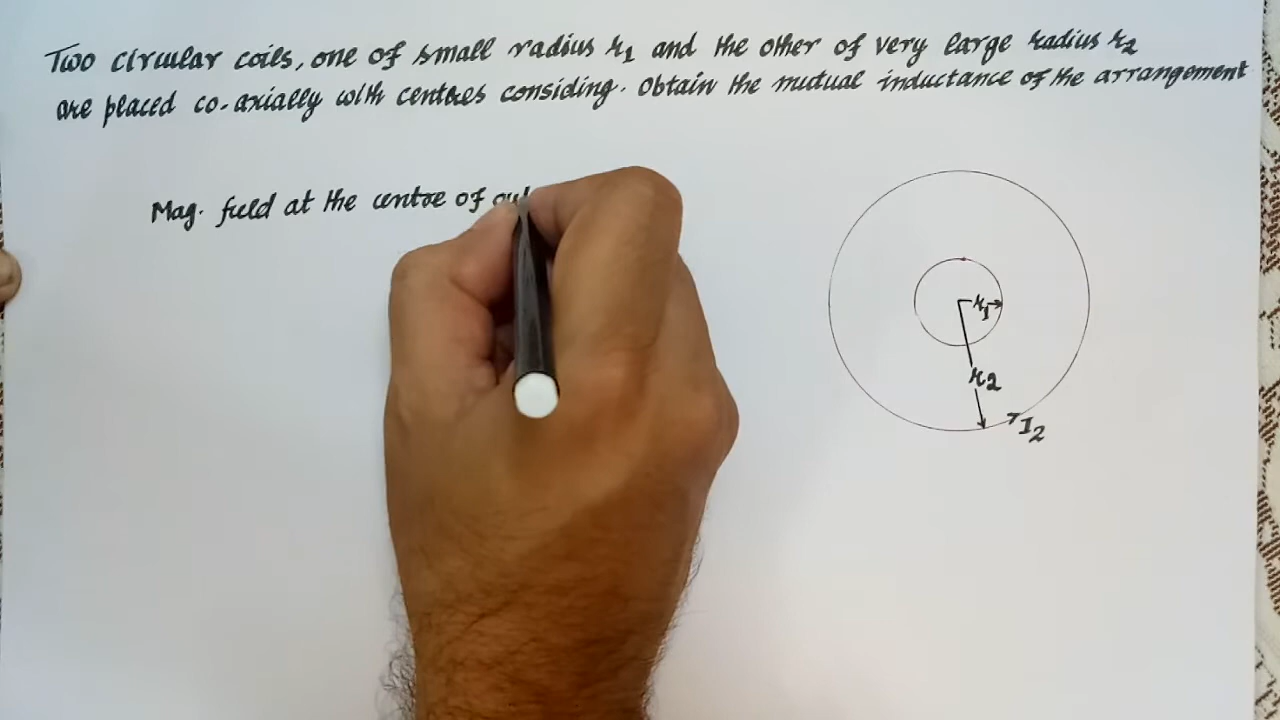 Two circular coils, one of small radius r1 and the other of very large radius r2
are placed co-axially with centres considing. Obtain the mutual inductance of the arrangement
Mag. field at the centre of
r1
r2
I2